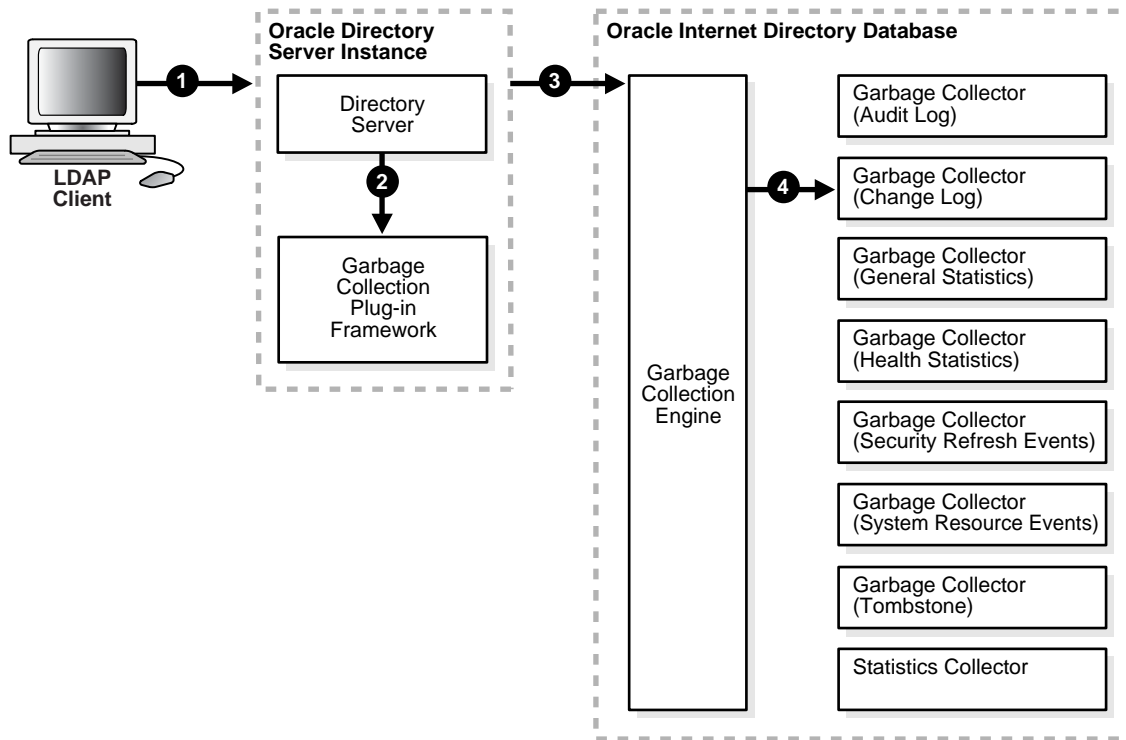 LDAP
Client
1
Oracle Directory
Server Instance
Directory
Server
2
Garbage
Collection
Plug-in
Framework
3
Oracle Internet Directory Database
Garbage
Collection
Engine
4
Garbage Collector
(Audit Log)
Garbage Collector
(Change Log)
Garbage Collector
(General Statistics)
Garbage Collector
(Health Statistics)
Garbage Collector
(Security Refresh Events)
Garbage Collector
(System Resource Events)
Garbage Collector
(Tombstone)
Statistics Collector